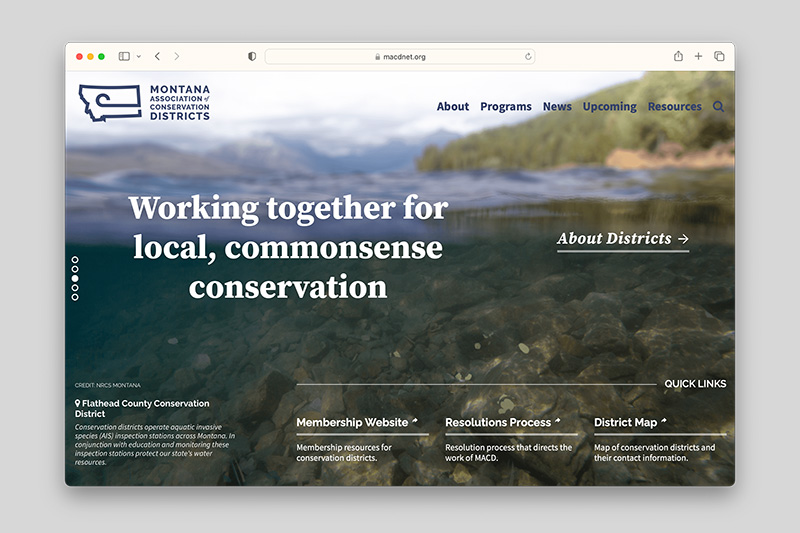 macdnet.org
MONTANA
ASSOCIATION of
CONSERVATION
DISTRICTS
About Programs News Upcoming Resources
Working together for
local, commonsense
conservation
About Districts →
CREDIT: NRCS MONTANA
Flathead County Conservation
District
Conservation districts operate aquatic invasive
species (AIS) inspection stations across Montana. In
conjunction with education and monitoring these
inspection stations protect our state's water
resources.
QUICK LINKS
Membership Website
Membership resources for
conservation districts.
Resolutions Process
Resolution process that directs the
work of MACD.
District Map
Map of conservation districts and
their contact information.